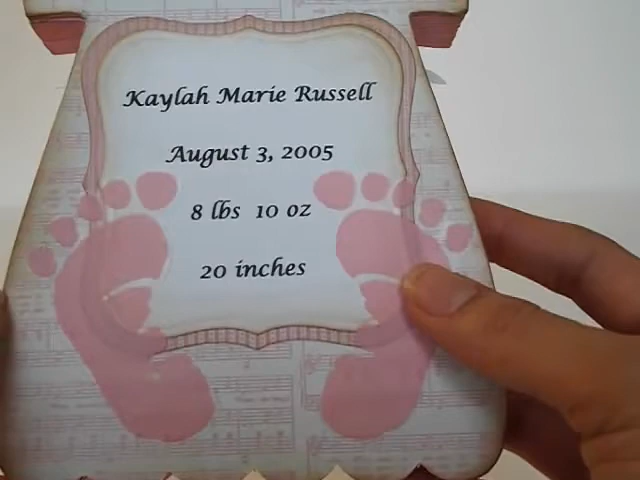 Kaylah Marie Russell
August 3, 2005
8 lbs 10 oz
20 inches